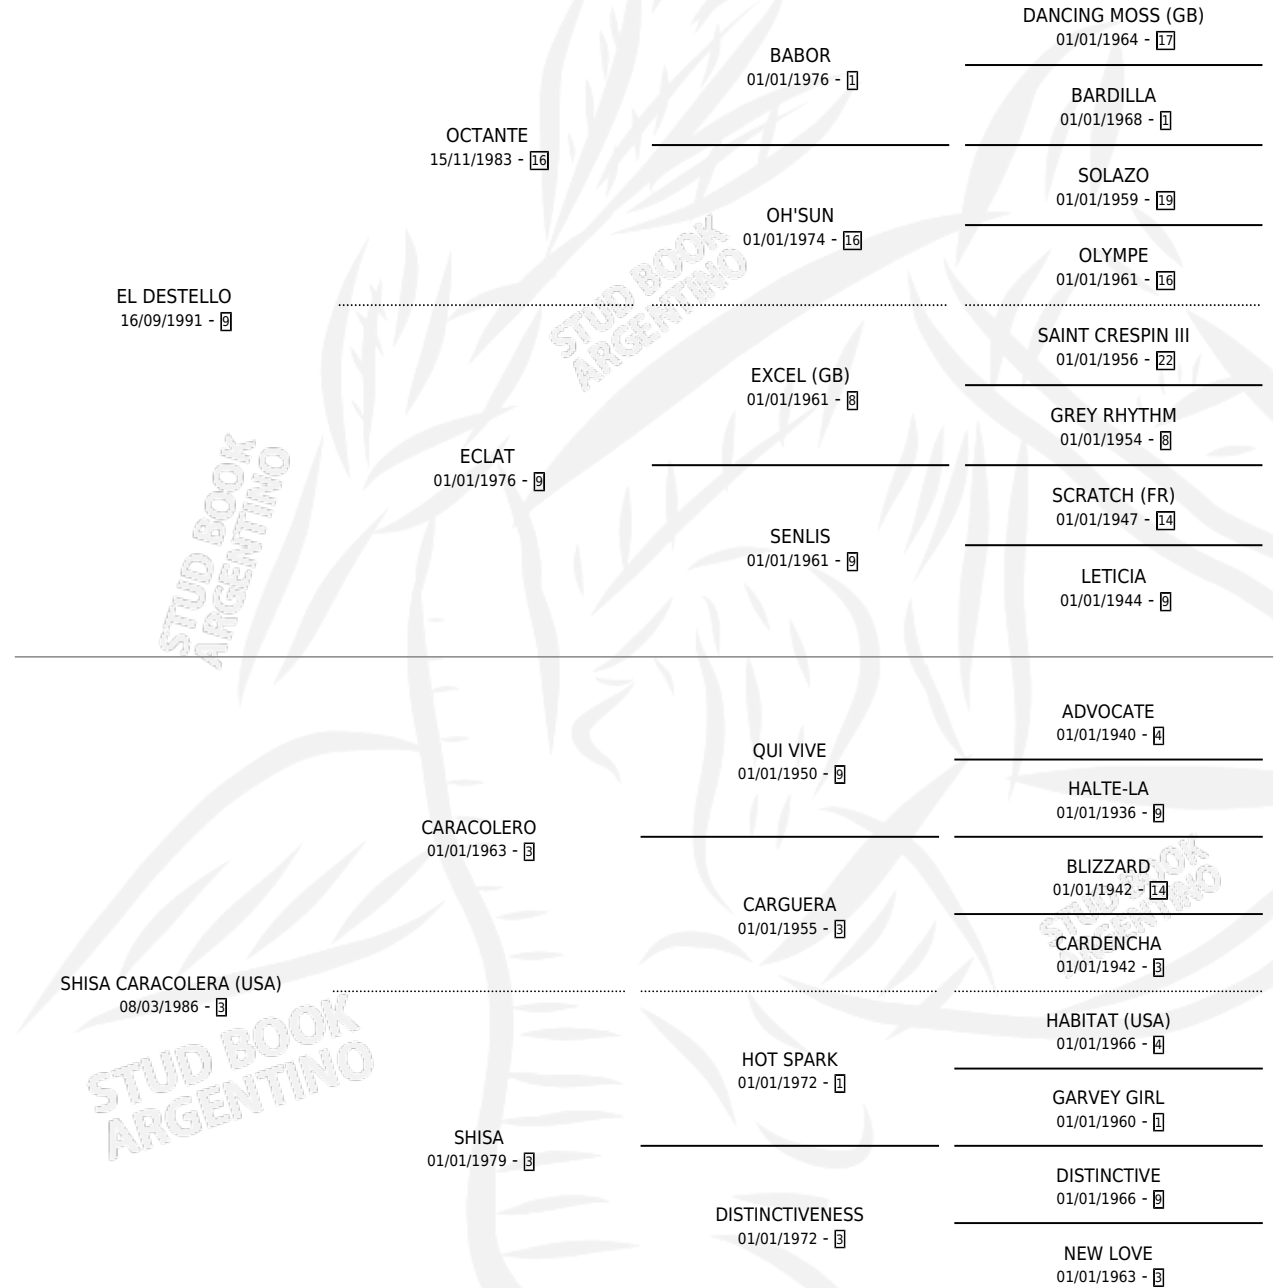 DANCING MOSS (GB)
01/01/1964 - 17
BABOR
01/01/1976 - 1
BARDILLA
01/01/1968 - 1
OCTANTE
15/11/1983 - 16
SOLAZO
01/01/1959 - 19
OH'SUN
01/01/1974 - 16
OLYMPE
01/01/1961 - 16
EL DESTELLO
16/09/1991 - 9
STUD BOOK
ARGENTINO
SAINT CRESPIN III
01/01/1956 - 22
EXCEL (GB)
01/01/1961 - 8
GREY RHYTHM
01/01/1954 - 8
ECLAT
01/01/1976 - 9
SCRATCH (FR)
01/01/1947 - 14
SENLIS
01/01/1961 - 9
LETICIA
01/01/1944 - 9
STUD BOOK
ARGENTINO
ADVOCATE
01/01/1940 - 4
QUI VIVE
01/01/1950 - 9
HALTE-LA
01/01/1936 - 9
CARACOLERO
01/01/1963 - 3
BLIZZARD
01/01/1942 - 14
CARGUERA
01/01/1955 - 3
CARDENCHA
01/01/1942 - 3
STUD BOOK
ARGENTINO
SHISA CARACOLERA (USA)
08/03/1986 - 3
HABITAT (USA)
01/01/1966 - 4
HOT SPARK
01/01/1972 - 1
GARVEY GIRL
01/01/1960 - 1
STUD BOOK
ARGENTINO
SHISA
01/01/1979 - 3
DISTINCTIVE
01/01/1966 - 9
DISTINCTIVENESS
01/01/1972 - 3
NEW LOVE
01/01/1963 - 3